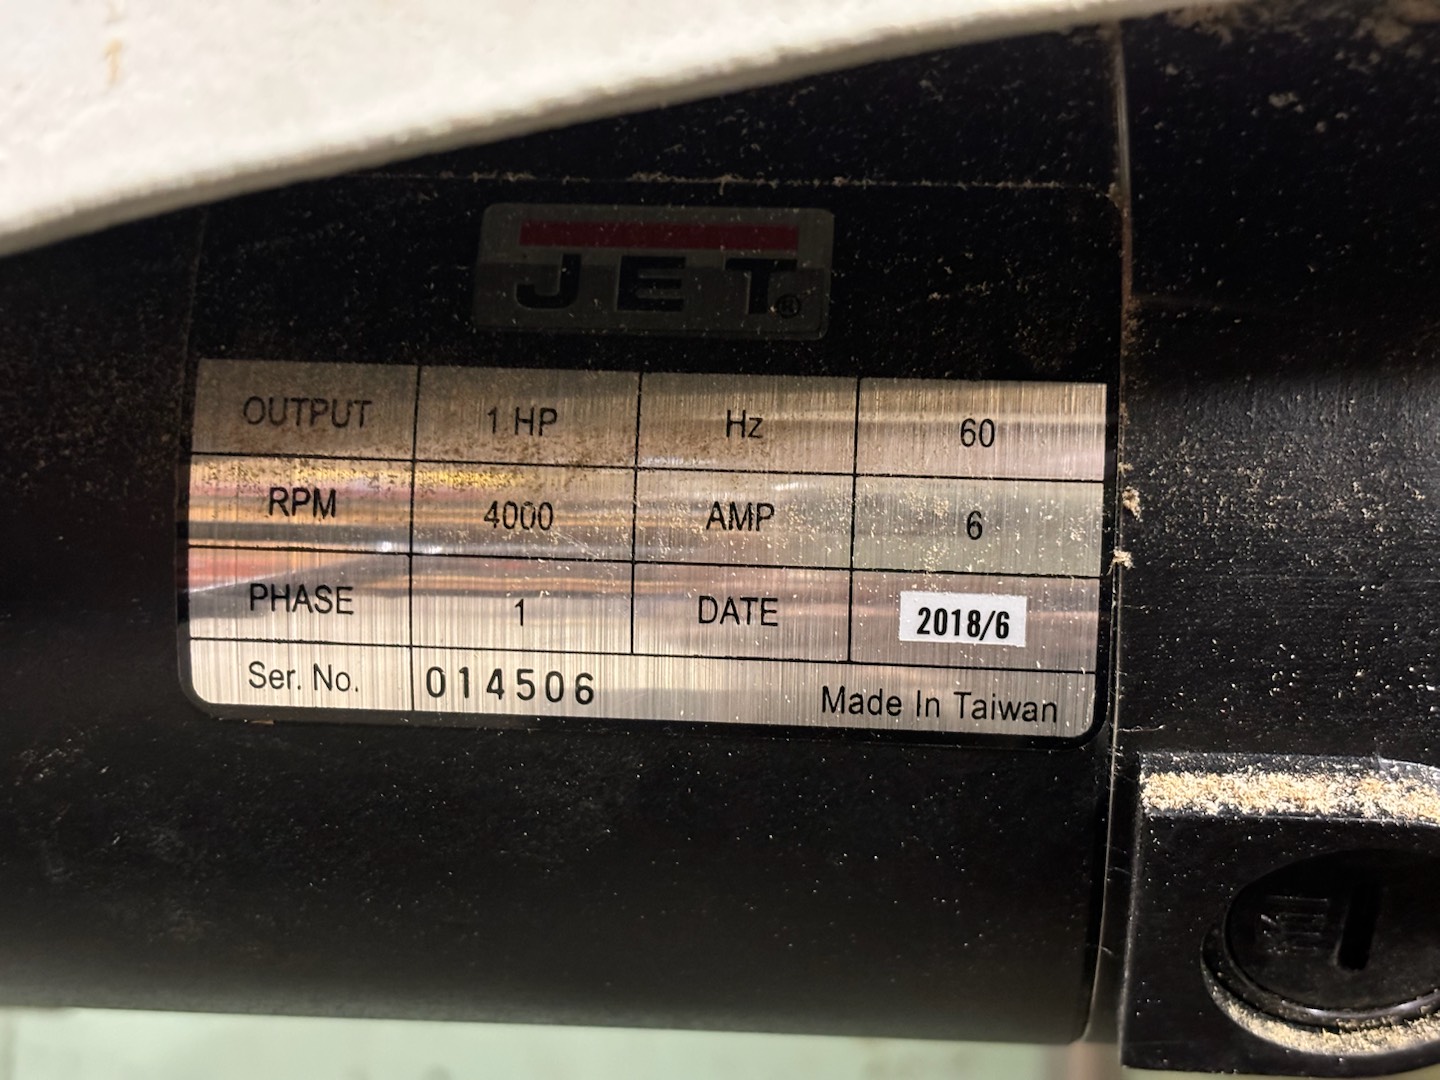 JET®
OUTPUT 1 HP Hz 60
RPM 4000 AMP 6
PHASE 1 DATE 2018/6
Ser. No. 014506 Made In Taiwan